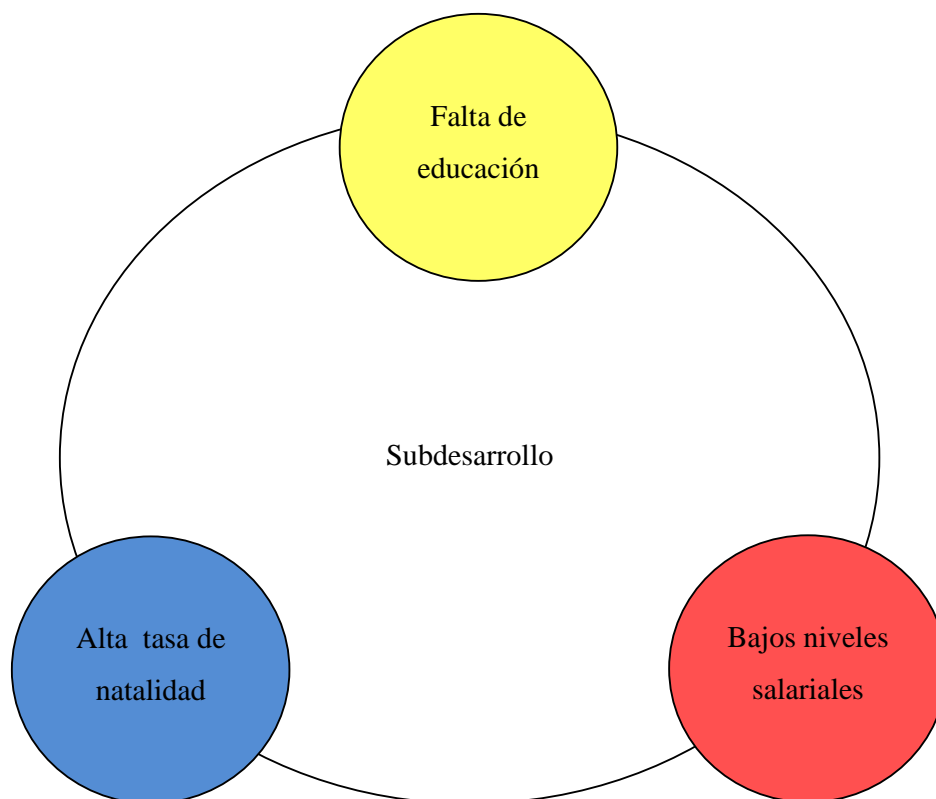 Falta de
educación
Subdesarrollo
Alta  tasa de
natalidad
Bajos niveles
salariales